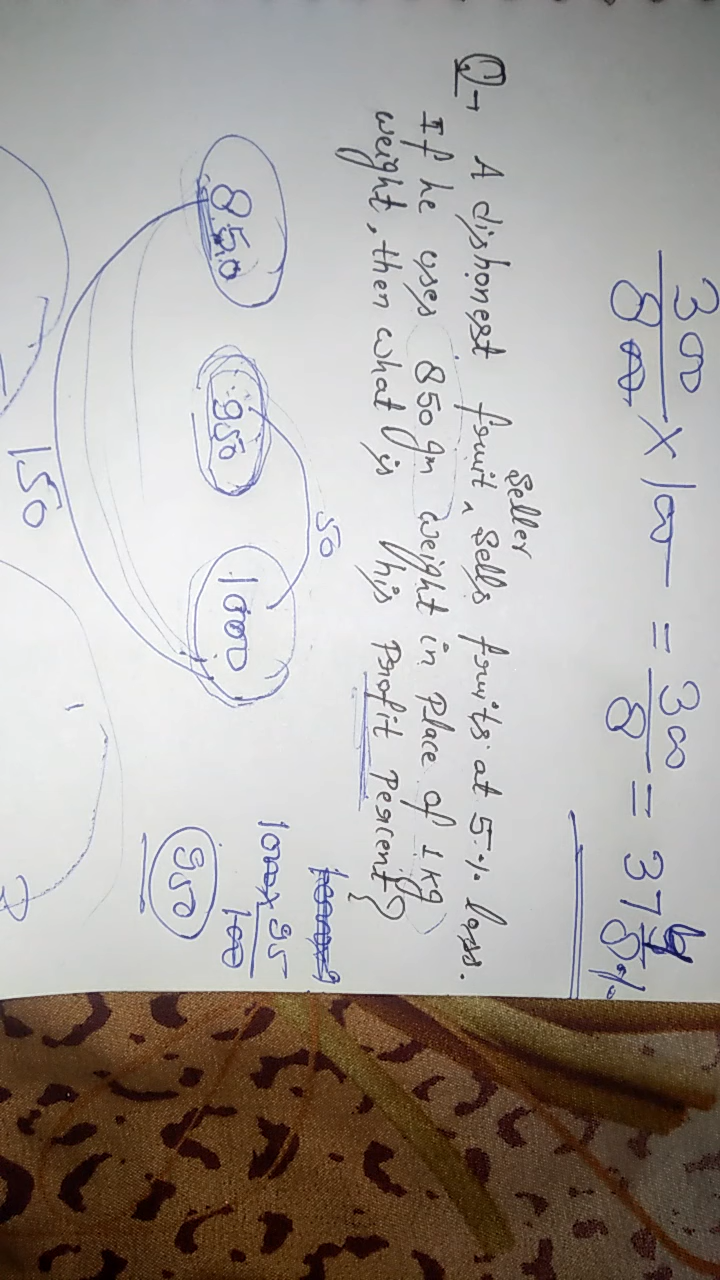 300/800 × 100 = 300/8 = 37 4/8 %
Q→ A dishonest fruit seller sells fruits at 5% loss.
If he uses 850 gm weight in place of 1 kg
weight, then what is his profit percent?
850 950 1000
50
150
1000×95/100
950